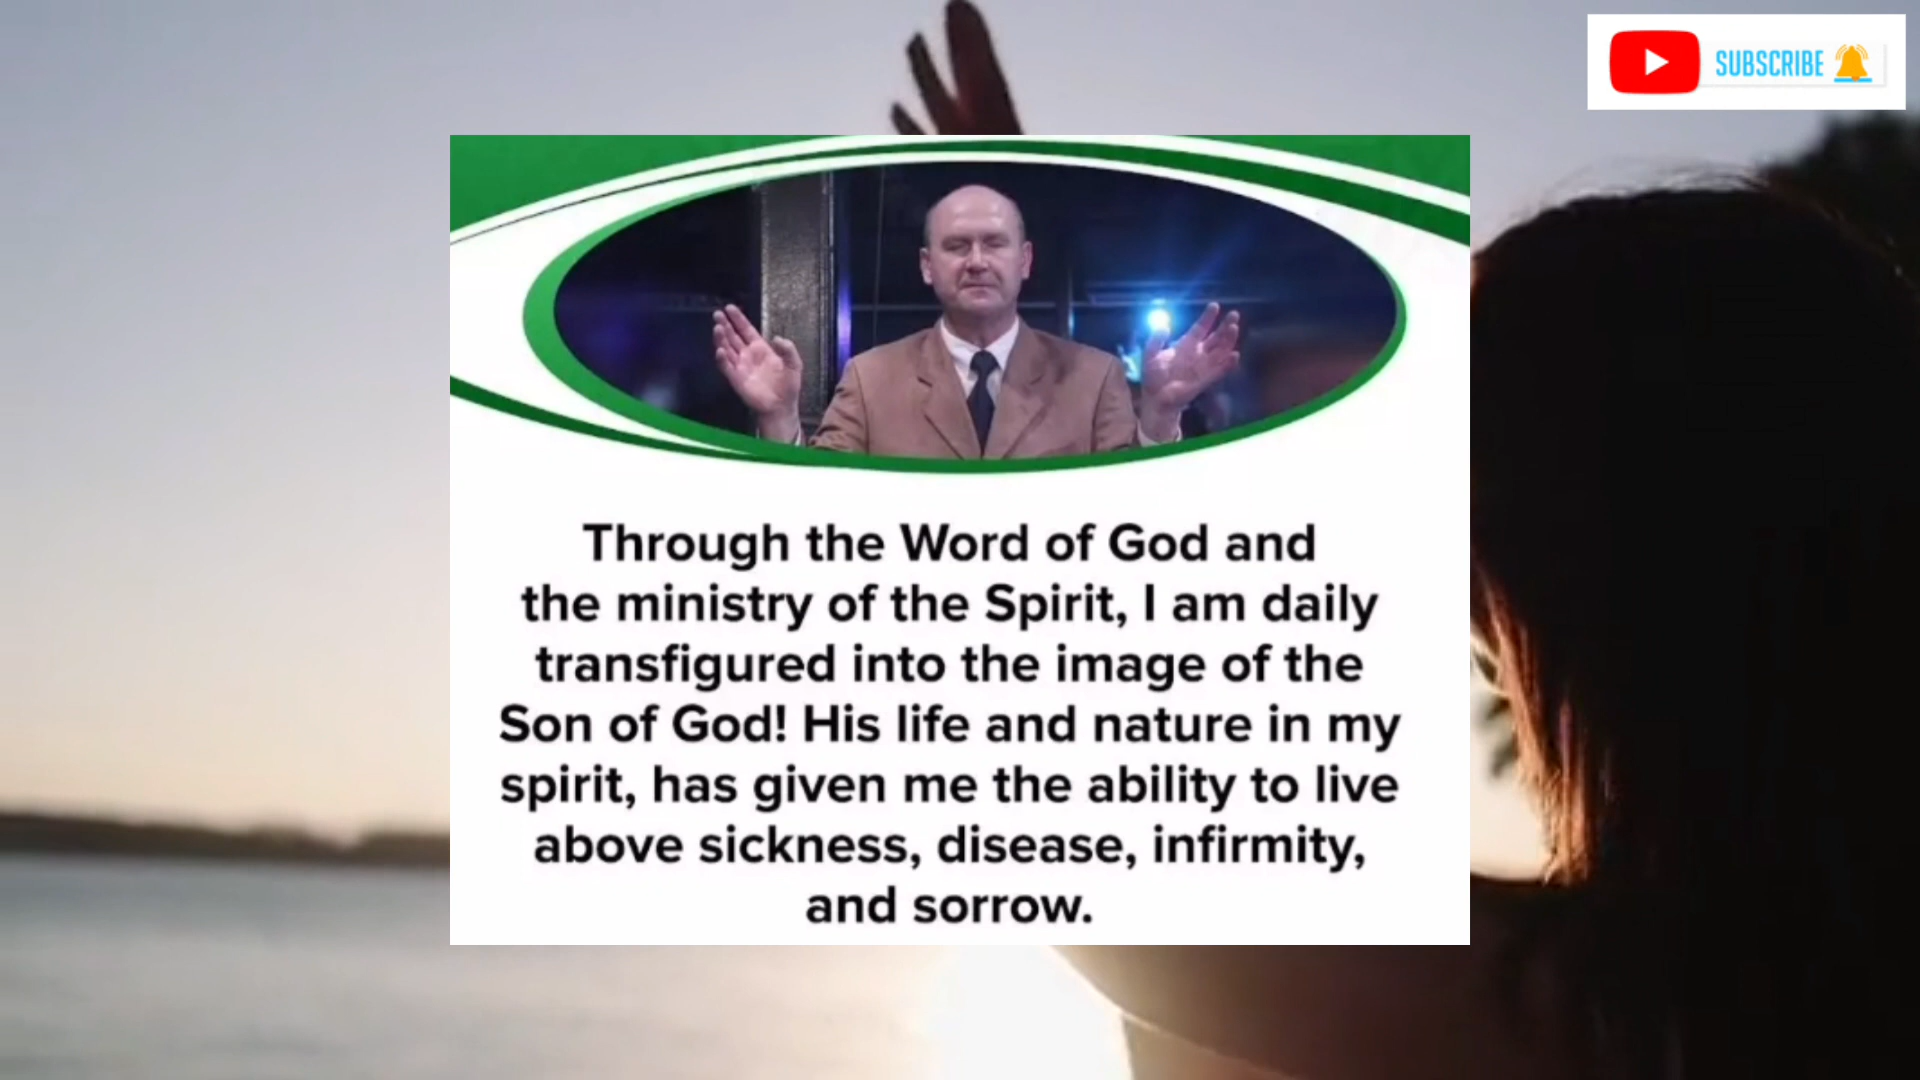 SUBSCRIBE
Through the Word of God and
the ministry of the Spirit, I am daily
transfigured into the image of the
Son of God! His life and nature in my
spirit, has given me the ability to live
above sickness, disease, infirmity,
and sorrow.